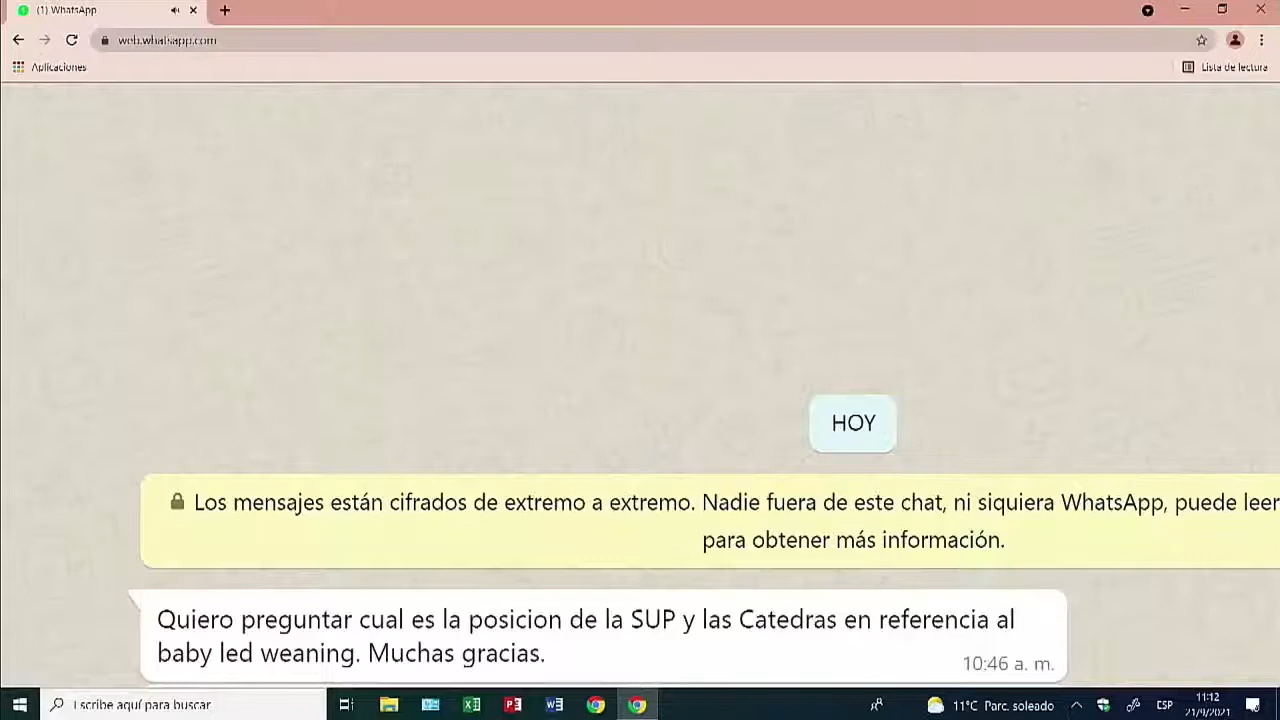 (1) WhatsApp
web.whatsapp.com
Aplicaciones
Lista de lectura
HOY
Los mensajes están cifrados de extremo a extremo. Nadie fuera de este chat, ni siquiera WhatsApp, puede leer
para obtener más información.
Quiero preguntar cual es la posicion de la SUP y las Catedras en referencia al
baby led weaning. Muchas gracias.
10:46 a. m.
Escribe aquí para buscar
11°C Parc. soleado
ESP
11:12
21/9/2021